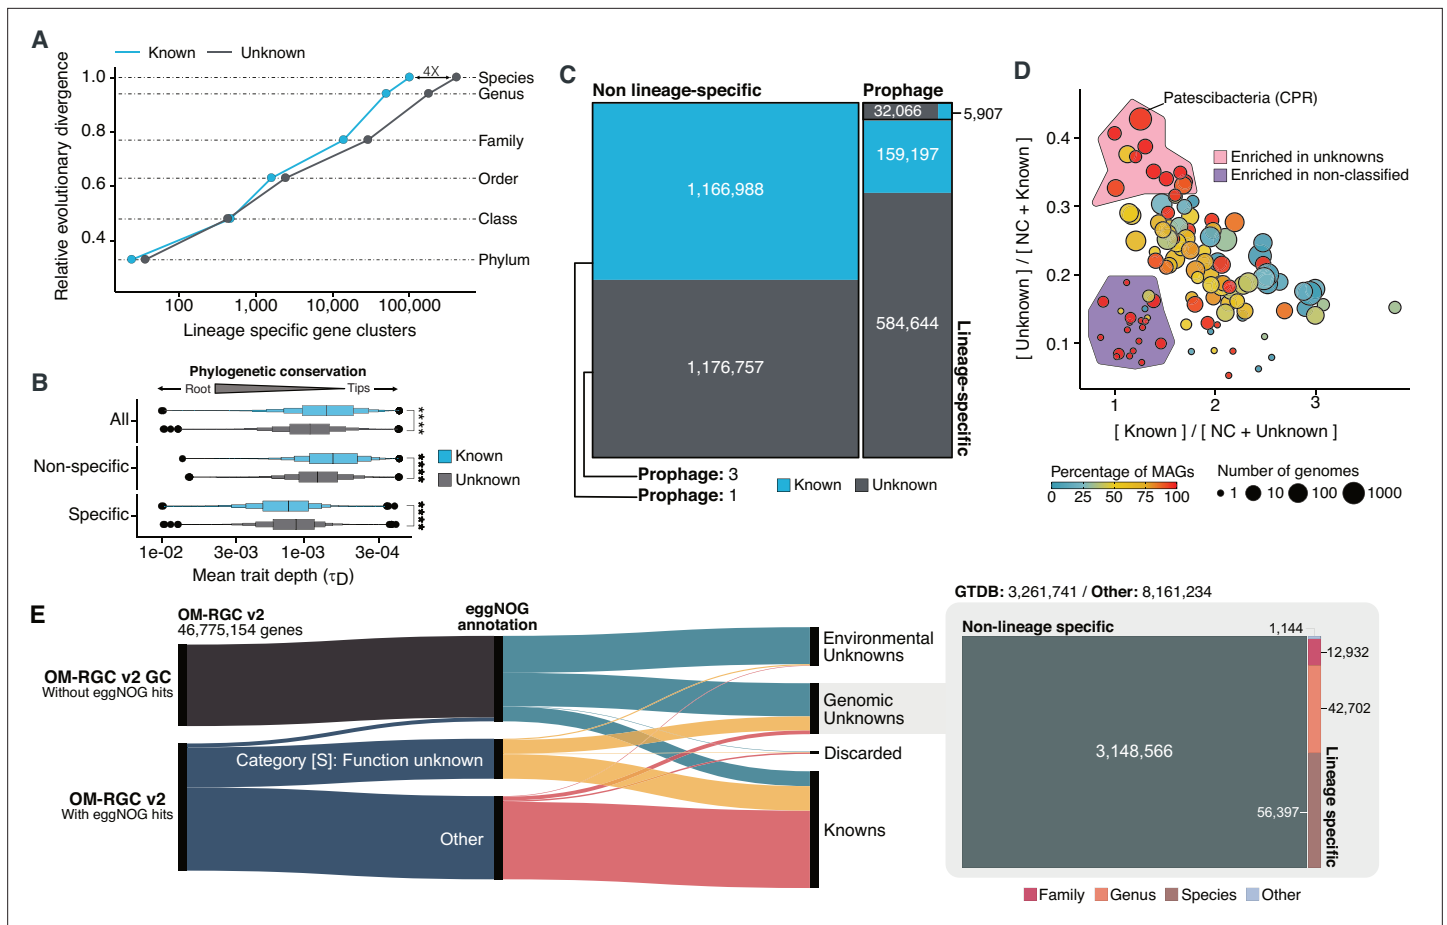 A
Known
Unknown
Relative evolutionary divergence
1.0
0.8
0.6
0.4
4X
Species
Genus
Family
Order
Class
Phylum
100
1,000
10,000
100,000
Lineage specific gene clusters
B
Phylogenetic conservation
Root
Tips
All
Non-specific
Specific
****
****
****
Known
Unknown
1e-02
3e-03
1e-03
3e-04
Mean trait depth (τD)
C
Non lineage-specific
Prophage
32,066
5,907
159,197
1,166,988
584,644
1,176,757
Lineage-specific
Prophage: 3
Prophage: 1
Known
Unknown
D
Patescibacteria (CPR)
Enriched in unknowns
Enriched in non-classified
[ Unknown ] / [ NC + Known ]
0.4
0.3
0.2
0.1
1
2
3
[ Known ] / [ NC + Unknown ]
Percentage of MAGs
0
25
50
75
100
Number of genomes
1
10
100
1000
E
OM-RGC v2
46,775,154 genes
eggNOG
annotation
OM-RGC v2 GC
Without eggNOG hits
OM-RGC v2
With eggNOG hits
Category [S]: Function unknown
Other
Environmental
Unknowns
Genomic
Unknowns
Discarded
Knowns
GTDB: 3,261,741 / Other: 8,161,234
Non-lineage specific
1,144
12,932
42,702
3,148,566
56,397
Lineage specific
Family
Genus
Species
Other